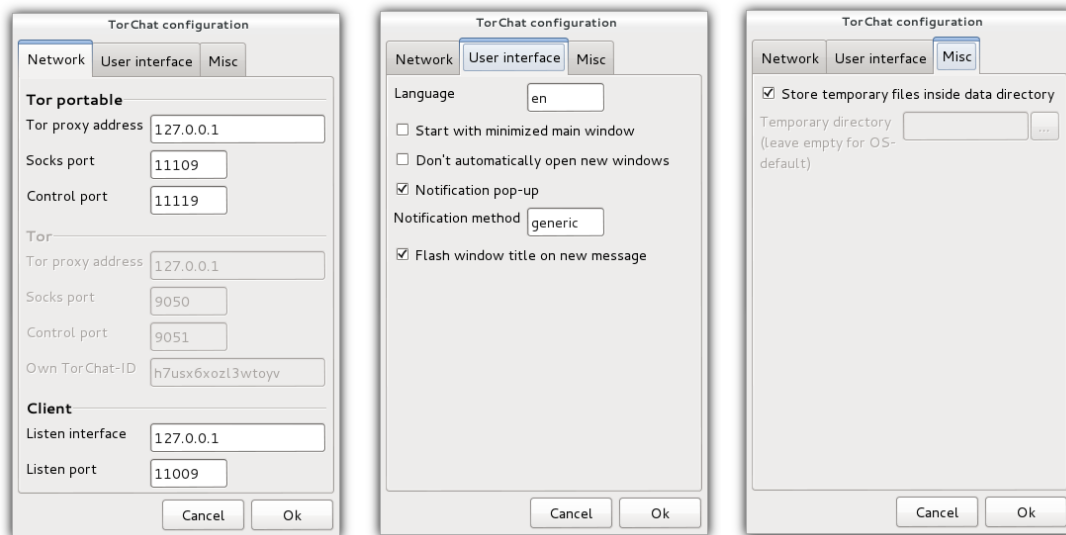 TorChat configuration
Network User interface Misc
Tor portable
Tor proxy address 127.0.0.1
Socks port 11109
Control port 11119
Tor
Tor proxy address 127.0.0.1
Socks port 9050
Control port 9051
Own TorChat-ID h7usx6xozl3wtoyv
Client
Listen interface 127.0.0.1
Listen port 11009
Cancel Ok
TorChat configuration
Network User interface Misc
Language en
Start with minimized main window
Don't automatically open new windows
Notification pop-up
Notification method generic
Flash window title on new message
Cancel Ok
TorChat configuration
Network User interface Misc
Store temporary files inside data directory
Temporary directory ...
(leave empty for OS-
default)
Cancel Ok